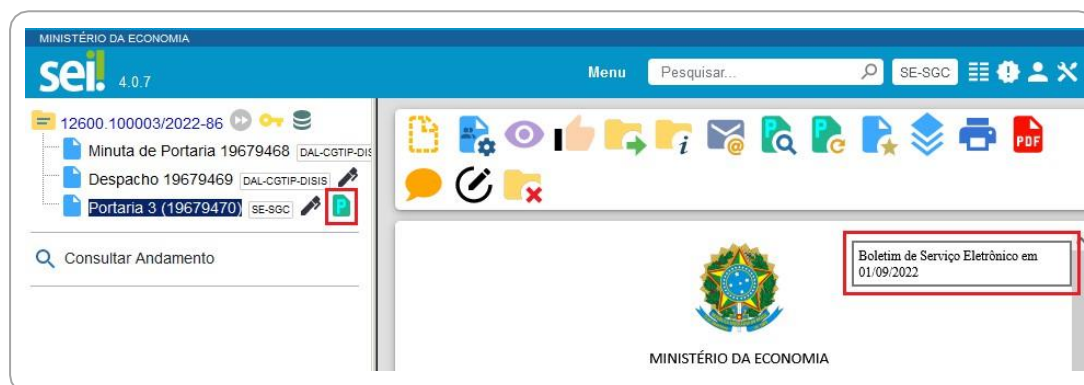 MINISTÉRIO DA ECONOMIA
sei! 4.0.7
Menu Pesquisar... SE-SGC
12600.100003/2022-86
Minuta de Portaria 19679468 DAL-CGTIP-DIS
Despacho 19679469 DAL-CGTIP-DISIS
Portaria 3 (19679470) SE-SGC P
Consultar Andamento
i @ P P PDF
Boletim de Serviço Eletrônico em
01/09/2022
MINISTÉRIO DA ECONOMIA